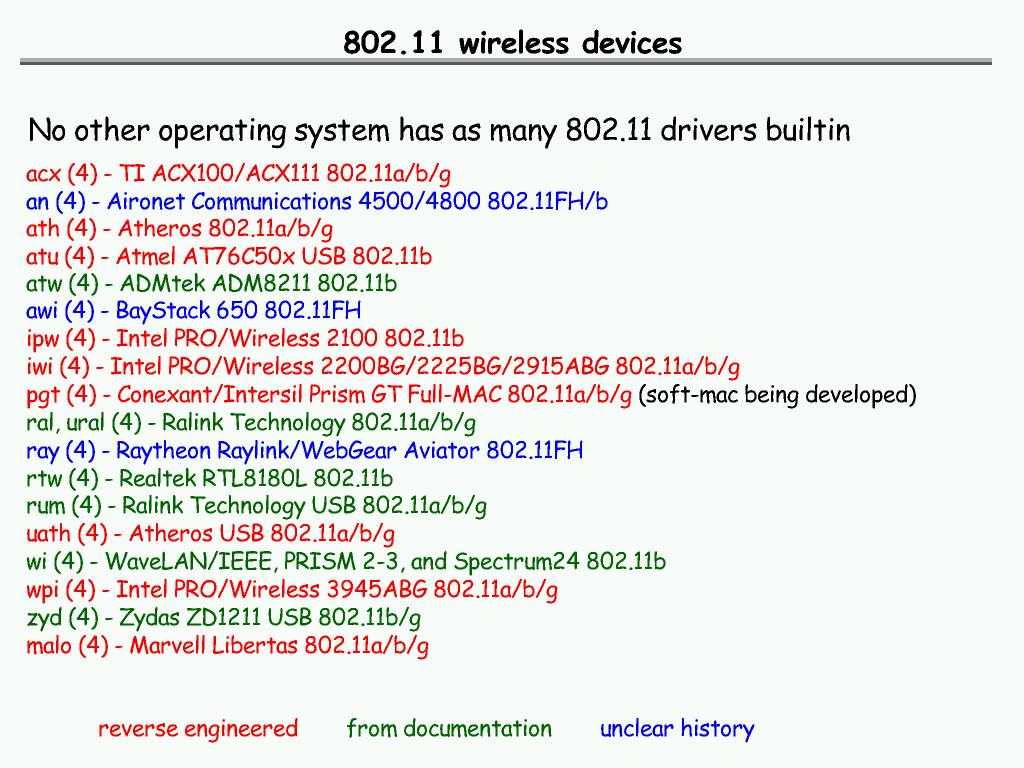 802.11 wireless devices
No other operating system has as many 802.11 drivers builtin
acx (4) - TI ACX100/ACX111 802.11a/b/g
an (4) - Aironet Communications 4500/4800 802.11FH/b
ath (4) - Atheros 802.11a/b/g
atu (4) - Atmel AT76C50x USB 802.11b
atw (4) - ADMtek ADM8211 802.11b
awi (4) - BayStack 650 802.11FH
ipw (4) - Intel PRO/Wireless 2100 802.11b
iwi (4) - Intel PRO/Wireless 2200BG/2225BG/2915ABG 802.11a/b/g
pgt (4) - Conexant/Intersil Prism GT Full-MAC 802.11a/b/g (soft-mac being developed)
ral, ural (4) - Ralink Technology 802.11a/b/g
ray (4) - Raytheon Raylink/WebGear Aviator 802.11FH
rtw (4) - Realtek RTL8180L 802.11b
rum (4) - Ralink Technology USB 802.11a/b/g
uath (4) - Atheros USB 802.11a/b/g
wi (4) - WaveLAN/IEEE, PRISM 2-3, and Spectrum24 802.11b
wpi (4) - Intel PRO/Wireless 3945ABG 802.11a/b/g
zyd (4) - Zydas ZD1211 USB 802.11b/g
malo (4) - Marvell Libertas 802.11a/b/g
reverse engineered from documentation unclear history